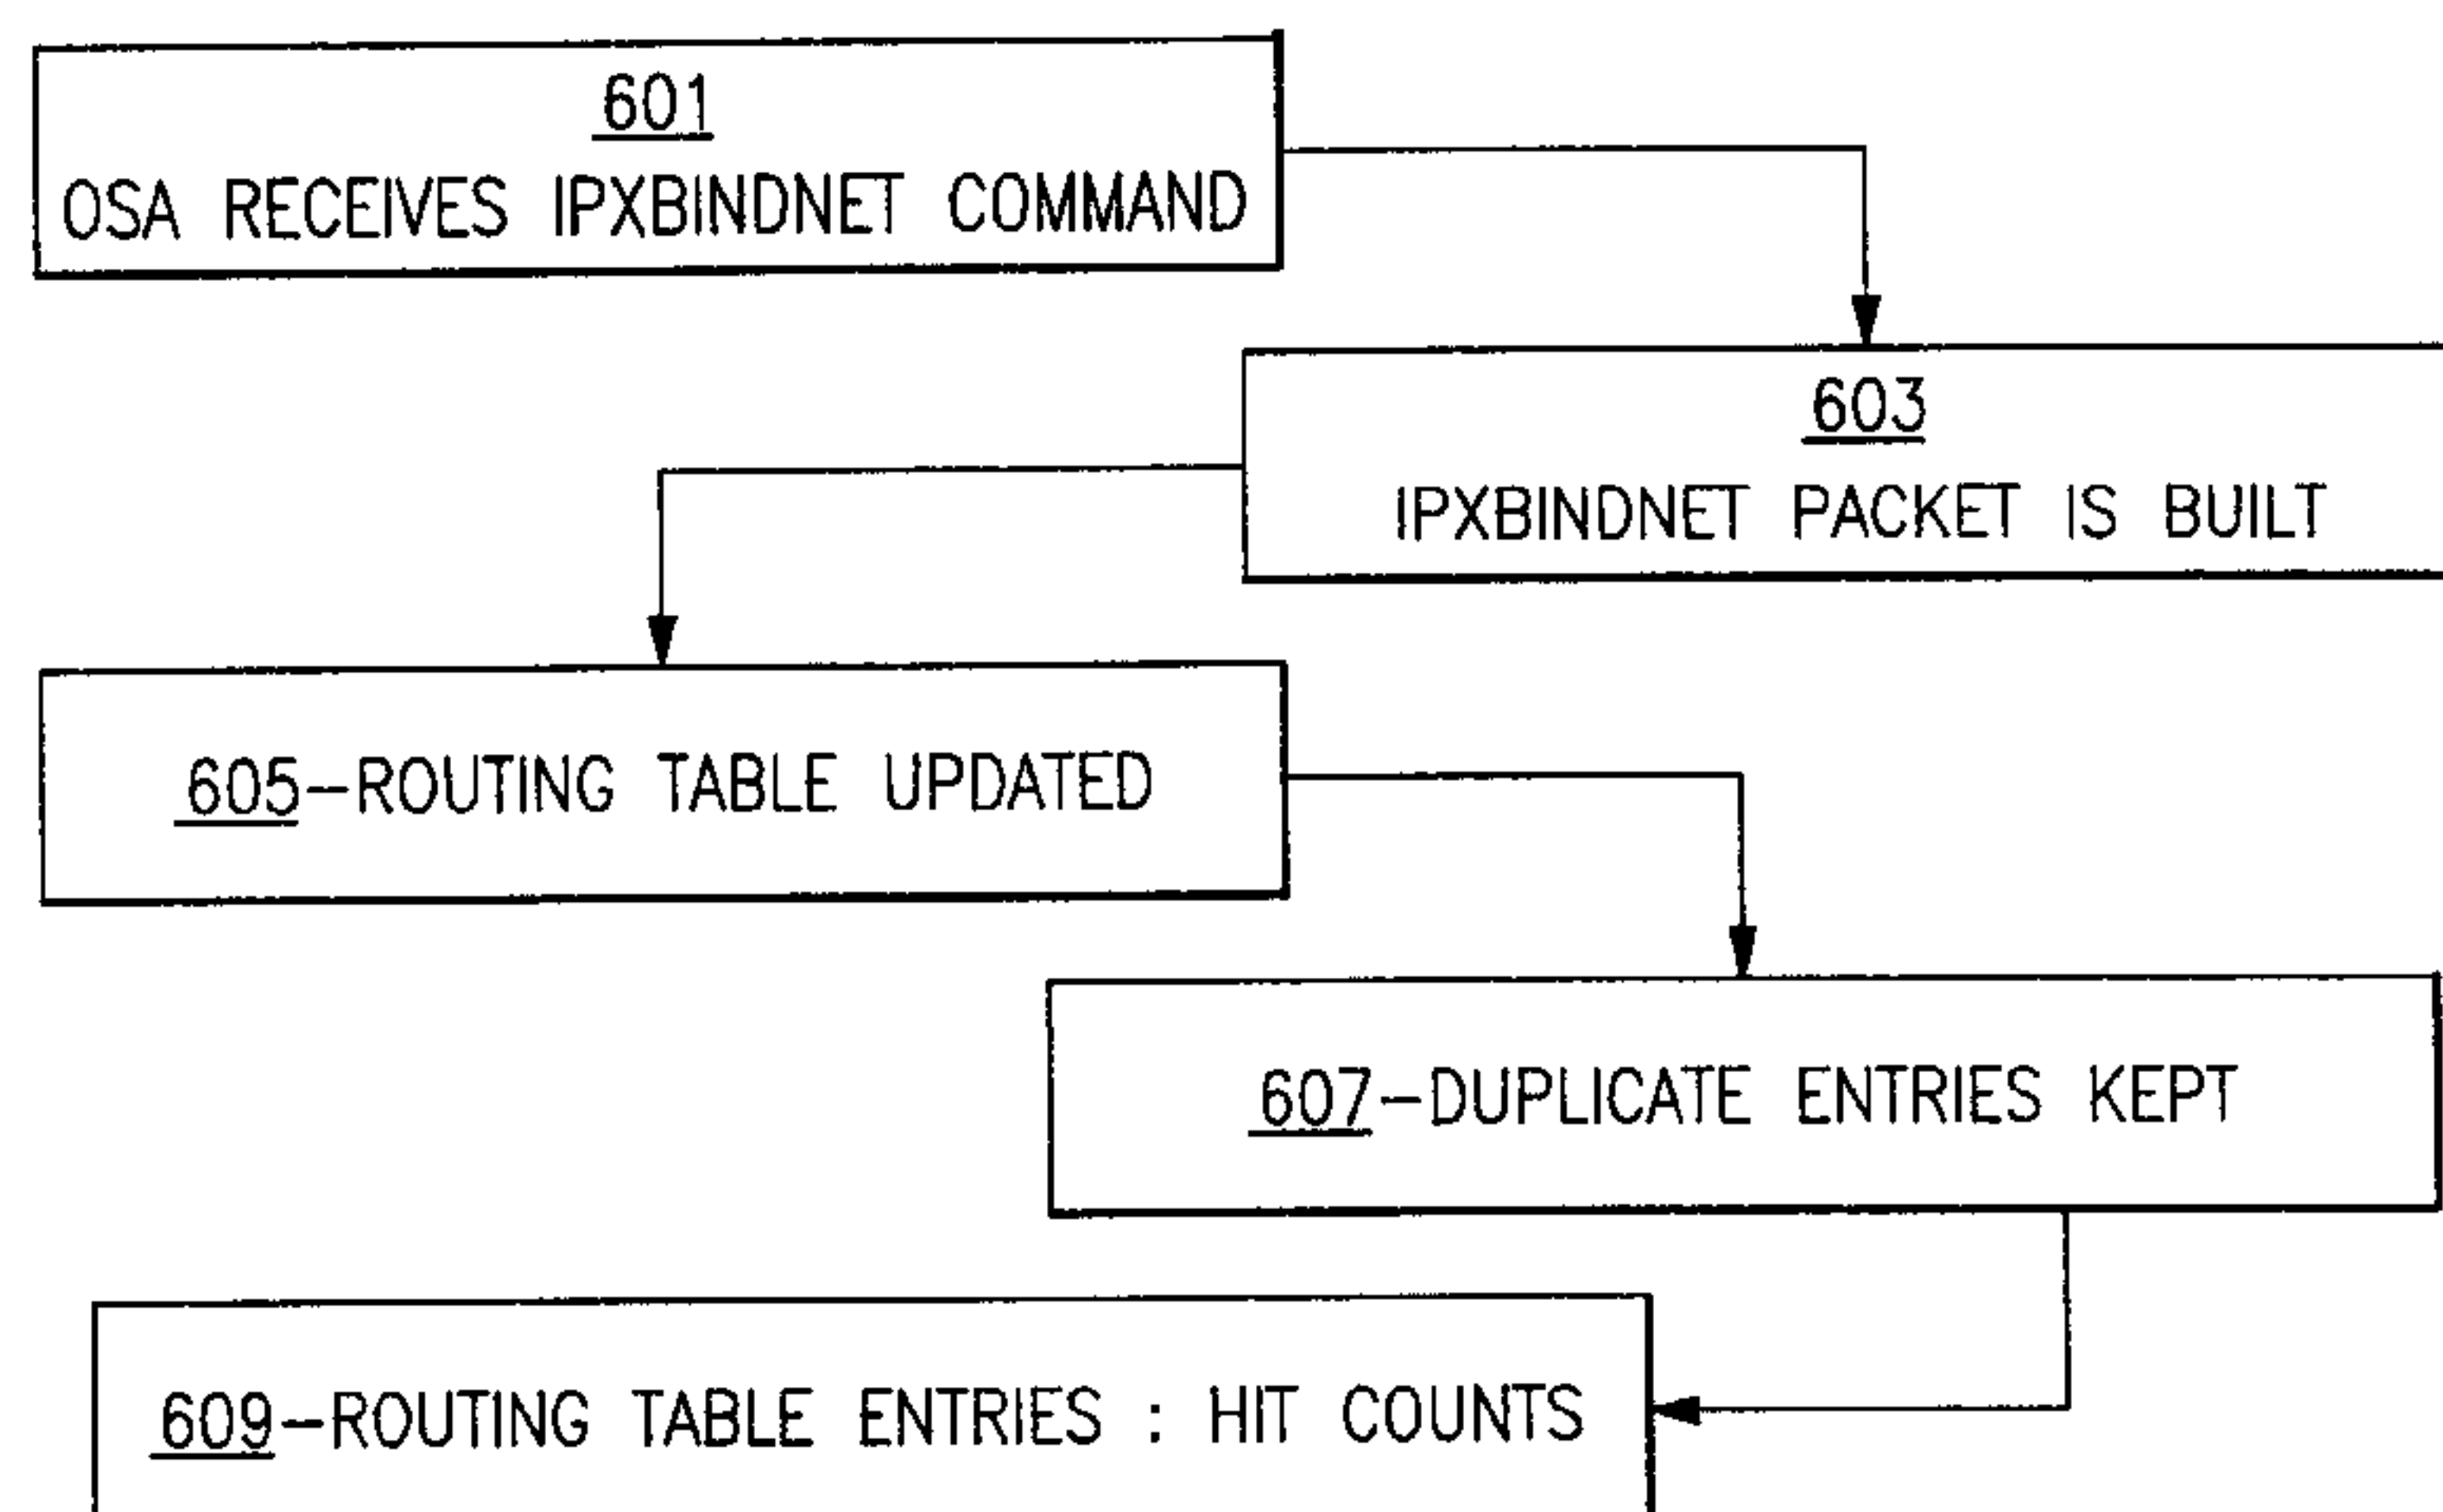 601
OSA RECEIVES IPXBINDNET COMMAND
603
IPXBINDNET PACKET IS BUILT
605-ROUTING TABLE UPDATED
607-DUPLICATE ENTRIES KEPT
609-ROUTING TABLE ENTRIES : HIT COUNTS